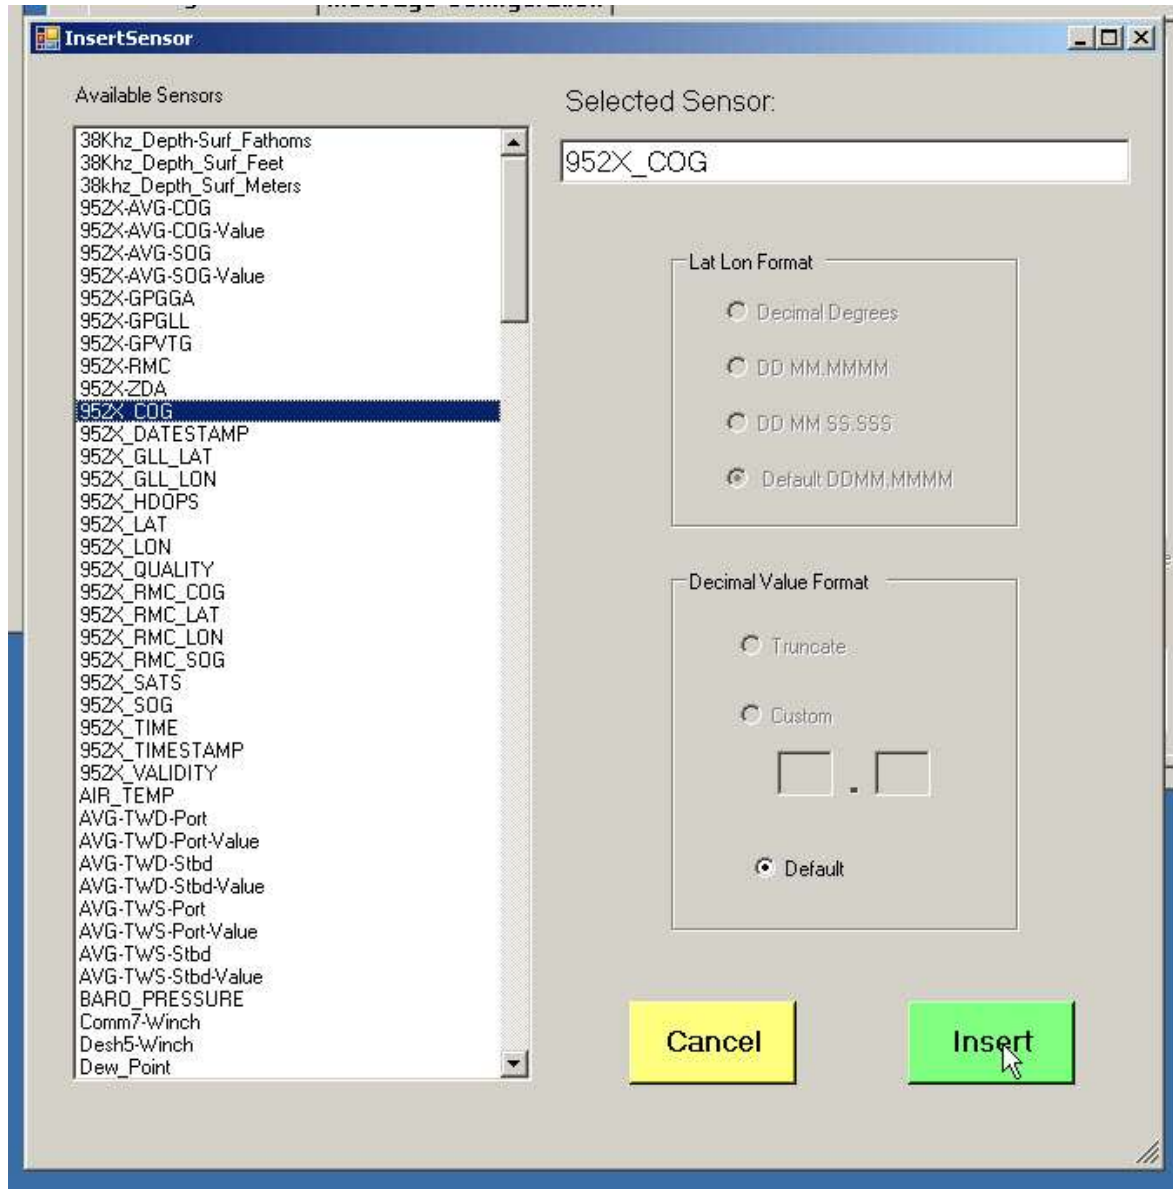 Message Configuration
InsertSensor
Available Sensors
38Khz_Depth-Surf_Fathoms
38Khz_Depth_Surf_Feet
38khz_Depth_Surf_Meters
952X-AVG-COG
952X-AVG-COG-Value
952X-AVG-SOG
952X-AVG-SOG-Value
952X-GPGGA
952X-GPGLL
952X-GPVTG
952X-RMC
952X-ZDA
952X_COG
952X_DATESTAMP
952X_GLL_LAT
952X_GLL_LON
952X_HDOPS
952X_LAT
952X_LON
952X_QUALITY
952X_RMC_COG
952X_RMC_LAT
952X_RMC_LON
952X_RMC_SOG
952X_SATS
952X_SOG
952X_TIME
952X_TIMESTAMP
952X_VALIDITY
AIR_TEMP
AVG-TWD-Port
AVG-TWD-Port-Value
AVG-TWD-Stbd
AVG-TWD-Stbd-Value
AVG-TWS-Port
AVG-TWS-Port-Value
AVG-TWS-Stbd
AVG-TWS-Stbd-Value
BARO_PRESSURE
Comm7-Winch
Desh5-Winch
Dew_Point
Selected Sensor:
952X_COG
Lat Lon Format
Decimal Degrees
DD MM.MMMM
DD MM SS.SSS
Default DDMM.MMMM
Decimal Value Format
Truncate
Custom
.
Default
Cancel
Insert